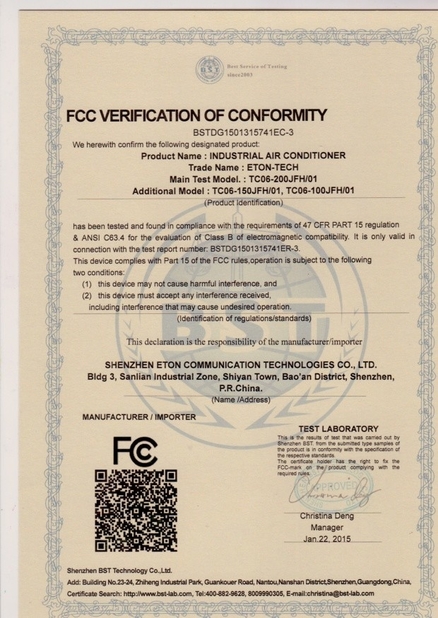 BST
Best Service of Testing
since2003
FCC VERIFICATION OF CONFORMITY
BSTDG1501315741EC-3
We herewith confirm the following designated product:
Product Name : INDUSTRIAL AIR CONDITIONER
Trade Name : ETON-TECH
Main Test Model. : TC06-200JFH/01
Additional Model : TC06-150JFH/01, TC06-100JFH/01
(Product identification)
has been tested and found in compliance with the requirements of 47 CFR PART 15 regulation
& ANSI C63.4 for the evaluation of Class B of electromagnetic compatibility. It is only valid in
connection with the test report number: BSTDG1501315741ER-3.
This device complies with Part 15 of the FCC rules.operation is subject to the following
two conditions:
(1) this device may not cause harmful interference, and
(2) this device must accept any interference received,
including interference that may cause undesired operation.
(Identification of regulations/standards)
This declaration is the responsibility of the manufacturer/importer
SHENZHEN ETON COMMUNICATION TECHNOLOGIES CO., LTD.
Bldg 3, Sanlian Industrial Zone, Shiyan Town, Bao'an District, Shenzhen,
P.R.China.
(Name /Address)
MANUFACTURER / IMPORTER
FC
TEST LABORATORY
This is the results of test that was carried out by
Shenzhen BST. from the submitted type samples of
the product is in conformity with the specification of
the respective standards.
The certificate holder has the right to fix the
FCC-mark on the product complying with the
required rules.
APPROVED
Christina Deng
Manager
Jan.22, 2015
Shenzhen BST Technology Co.,Ltd.
Add: Building No.23-24, Zhiheng Industrial Park, Guankouer Road, Nantou,Nanshan District,Shenzhen,Guangdong,China,
Certificate Search: http://www.bst-lab.com, Tel:400-882-9628, 8009990305, E-mail:christina@bst-lab.com